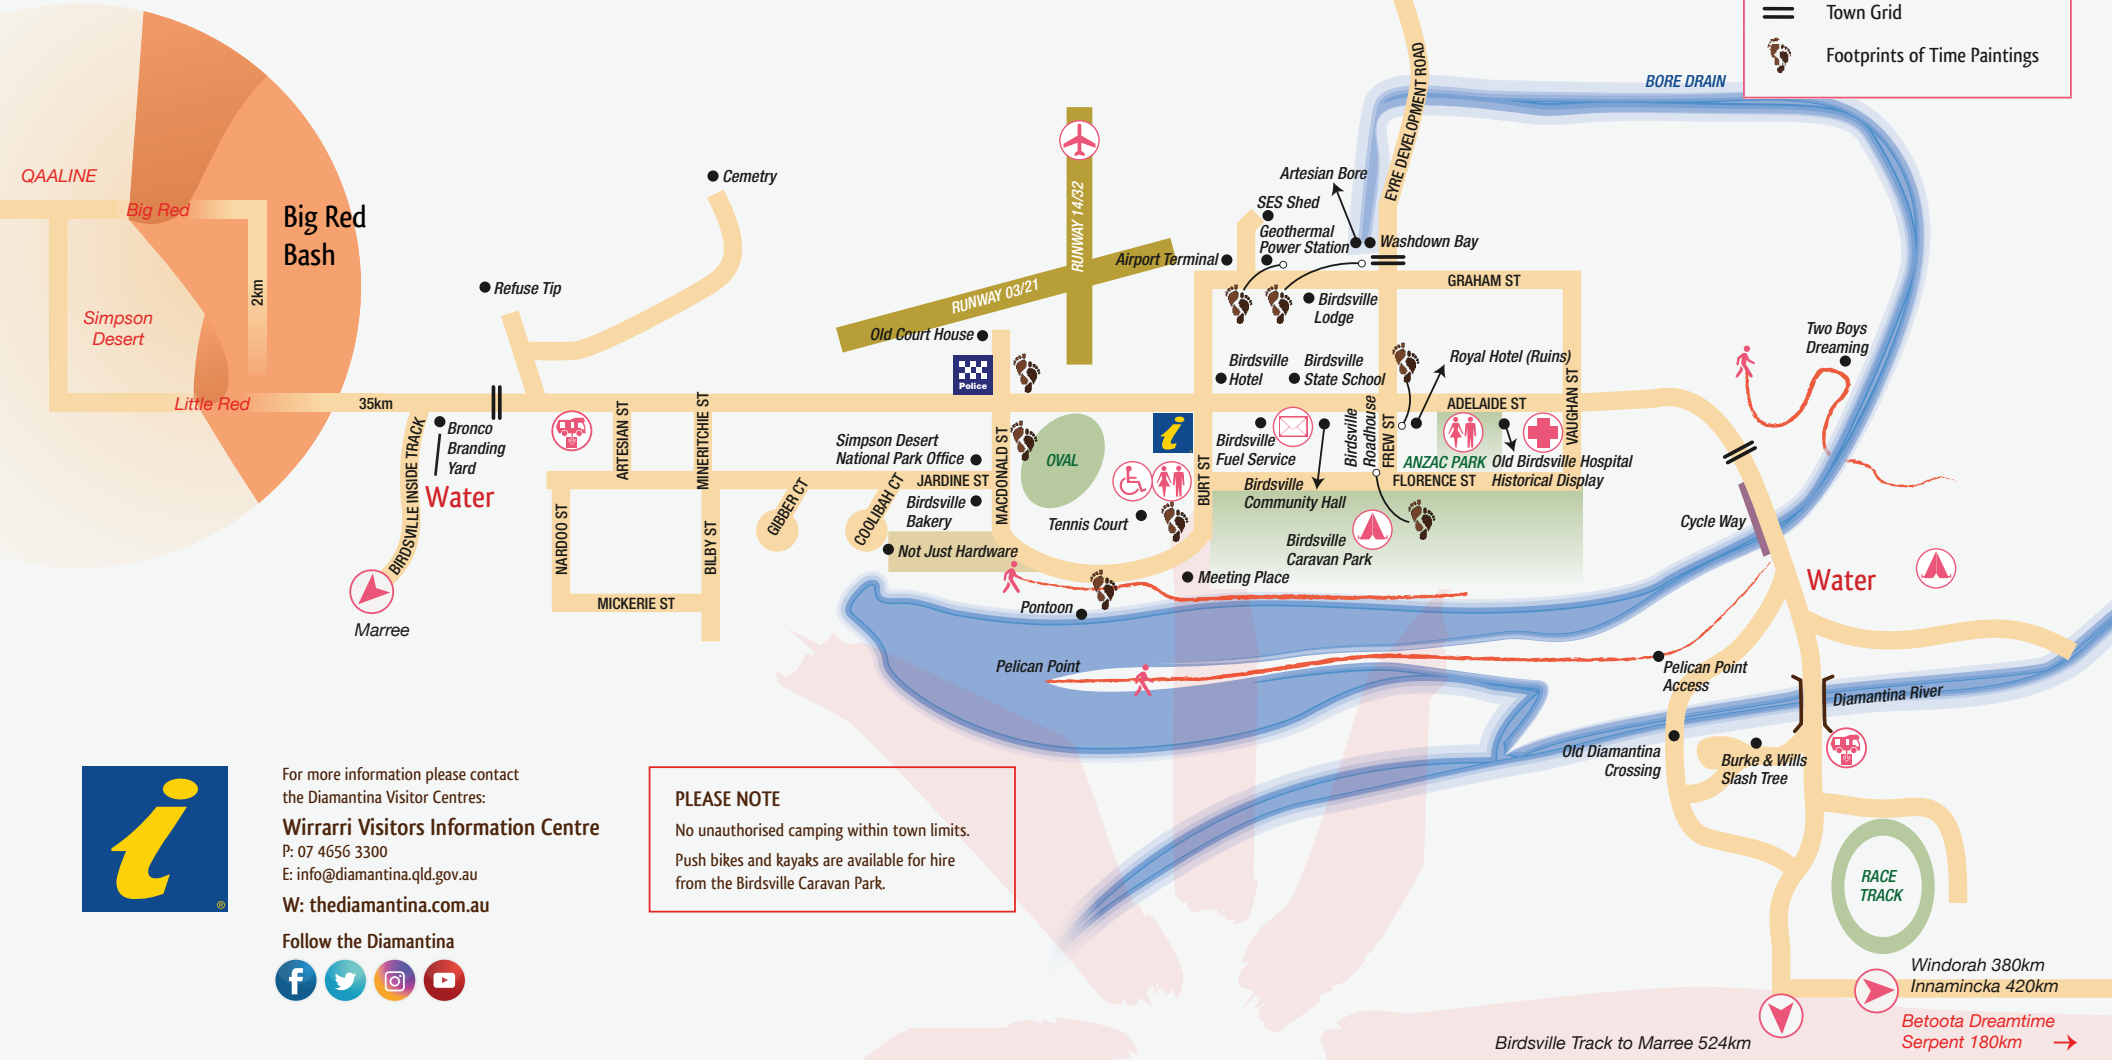 Town Grid
Footprints of Time Paintings
BORE DRAIN
EYRE DEVELOPMENT ROAD
QAALINE
Big Red
Big Red
Bash
2km
Simpson
Desert
Little Red
35km
Cemetry
Refuse Tip
RUNWAY 14/32
RUNWAY 03/21
Artesian Bore
SES Shed
Geothermal
Power Station
Washdown Bay
Airport Terminal
GRAHAM ST
Birdsville
Lodge
Old Court House
Police
Birdsville
Hotel
Birdsville
State School
Royal Hotel (Ruins)
Two Boys
Dreaming
ADELAIDE ST
VAUGHAN ST
BIRDSVILLE INSIDE TRACK
Bronco
Branding
Yard
Water
ARTESIAN ST
MINERITCHIE ST
Simpson Desert
National Park Office
MACDONALD ST
OVAL
i
Birdsville
Fuel Service
Birdsville
Roadhouse
FREW ST
ANZAC PARK
Old Birdsville Hospital
Historical Display
JARDINE ST
BURT ST
FLORENCE ST
Birdsville
Community Hall
NARDOO ST
BILBY ST
GIBBER CT
COOLIBAH CT
Birdsville
Bakery
Tennis Court
Not Just Hardware
Birdsville
Caravan Park
Cycle Way
Meeting Place
Water
MICKERIE ST
Marree
Pontoon
Pelican Point
Pelican Point
Access
Diamantina River
Old Diamantina
Crossing
Burke & Wills
Slash Tree
RACE
TRACK
i
®
For more information please contact
the Diamantina Visitor Centres:
Wirrarri Visitors Information Centre
P: 07 4656 3300
E: info@diamantina.qld.gov.au
W: thediamantina.com.au
Follow the Diamantina
f
PLEASE NOTE
No unauthorised camping within town limits.
Push bikes and kayaks are available for hire
from the Birdsville Caravan Park.
Windorah 380km
Innamincka 420km
Betoota Dreamtime
Serpent 180km
Birdsville Track to Marree 524km